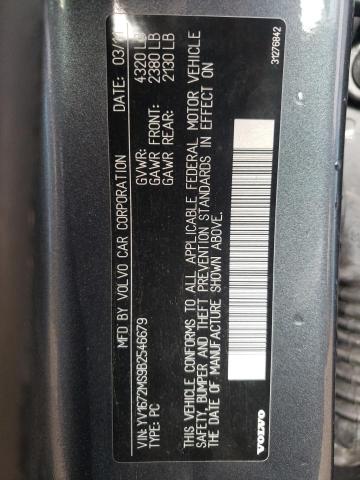 MFD BY VOLVO CAR CORPORATION DATE: 03/11
GVWR: 4320 LB
GAWR FRONT: 2380 LB
GAWR REAR: 2130 LB
VIN: YV1672MS9B2546679
TYPE: PC
THIS VEHICLE CONFORMS TO ALL APPLICABLE FEDERAL MOTOR VEHICLE
SAFETY, BUMPER AND THEFT PREVENTION STANDARDS IN EFFECT ON
THE DATE OF MANUFACTURE SHOWN ABOVE.
VOLVO
31276842